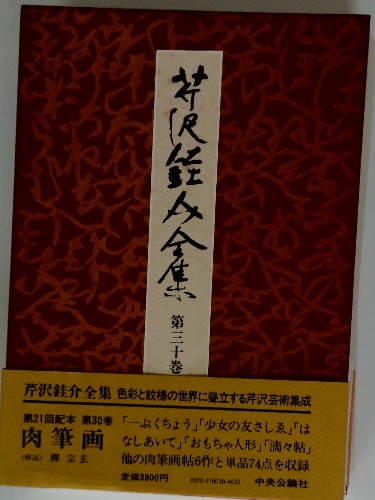 芹沢銈介全集
第三十巻
芹沢銈介全集 色彩と紋様の世界に聳立する芹沢芸術集成
第21回配本 第30巻
肉筆画
(解説) 柳 宗玄
「一ぷくちょう」「少女の友さしゑ」「は
なしあいて」「おもちゃ人形」「滴々帖」
他の肉筆画帖6作と単品74点を収録
定価3800円 0370-210030-4622 中央公論社